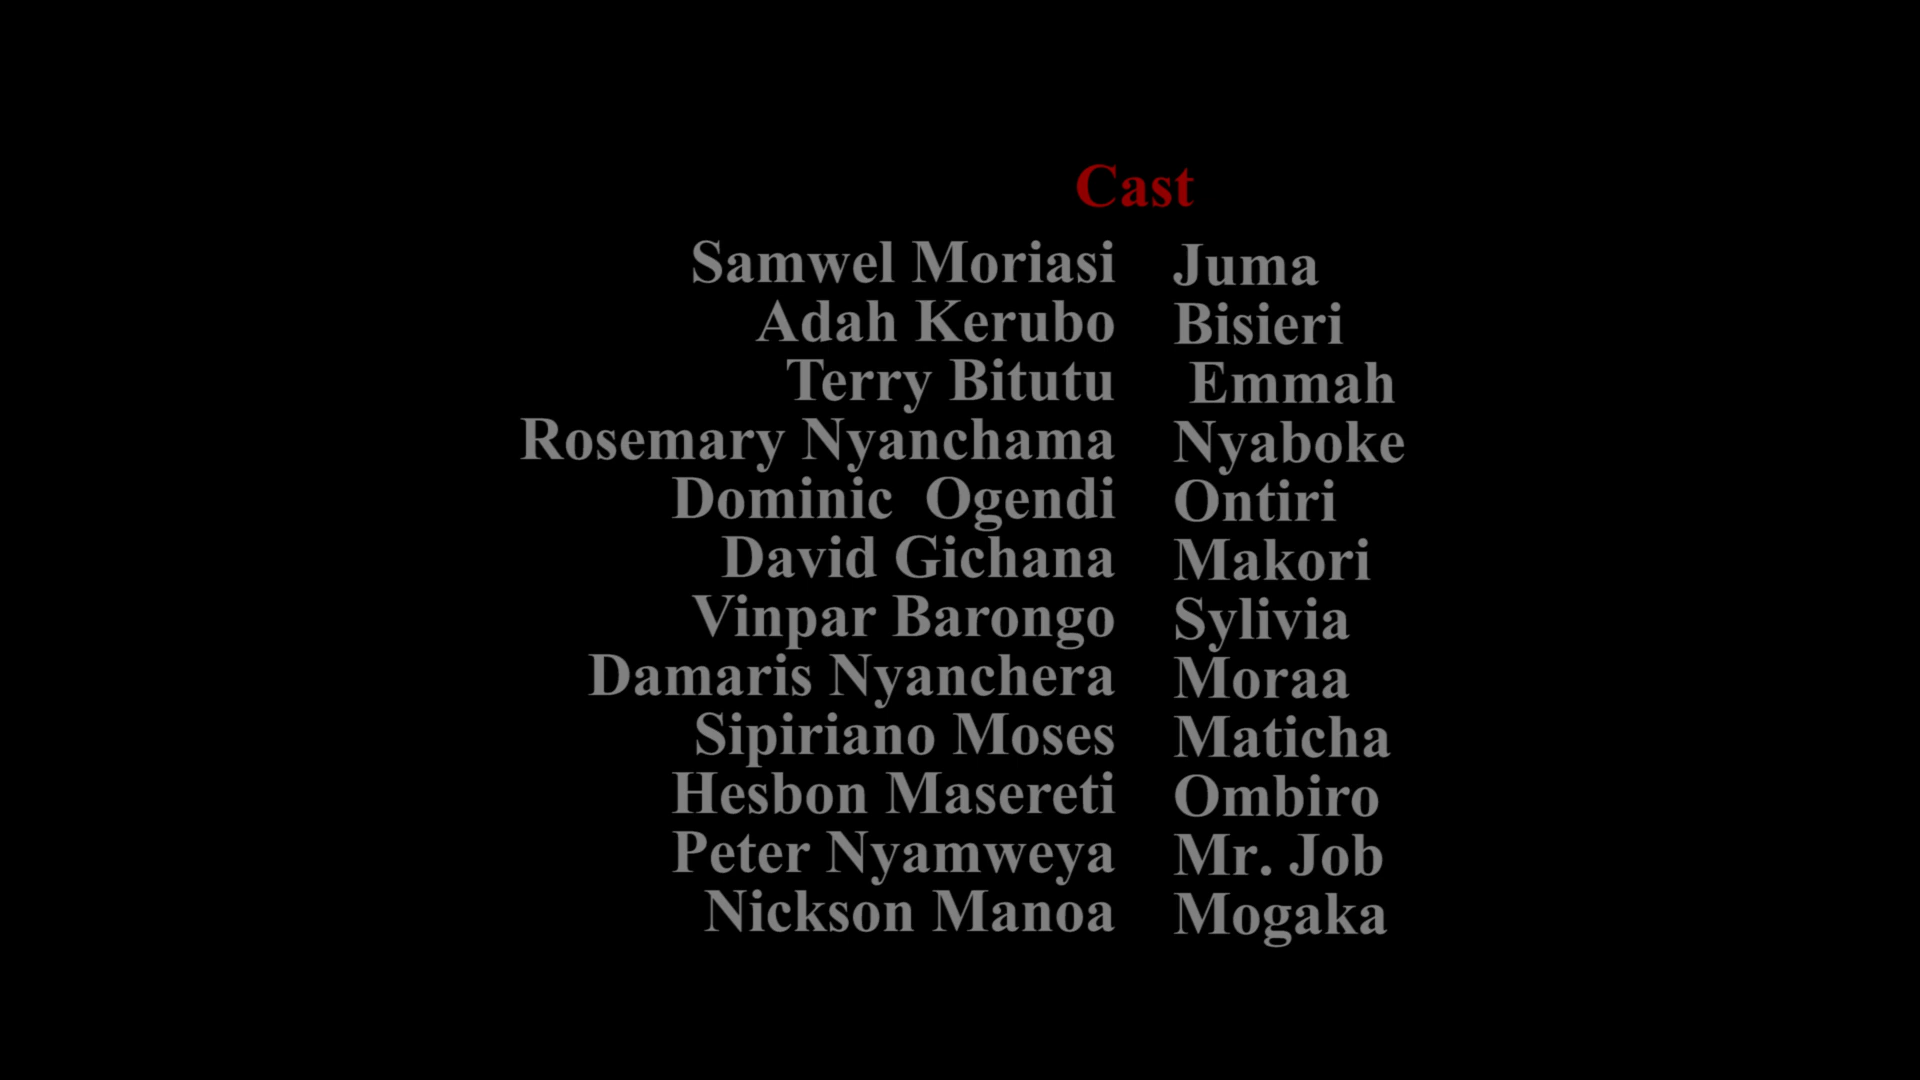 Cast
Samwel Moriasi Juma
Adah Kerubo Bisieri
Terry Bitutu Emmah
Rosemary Nyanchama Nyaboke
Dominic Ogendi Ontiri
David Gichana Makori
Vinpar Barongo Sylivia
Damaris Nyanchera Moraa
Sipiriano Moses Maticha
Hesbon Masereti Ombiro
Peter Nyamweya Mr. Job
Nickson Manoa Mogaka